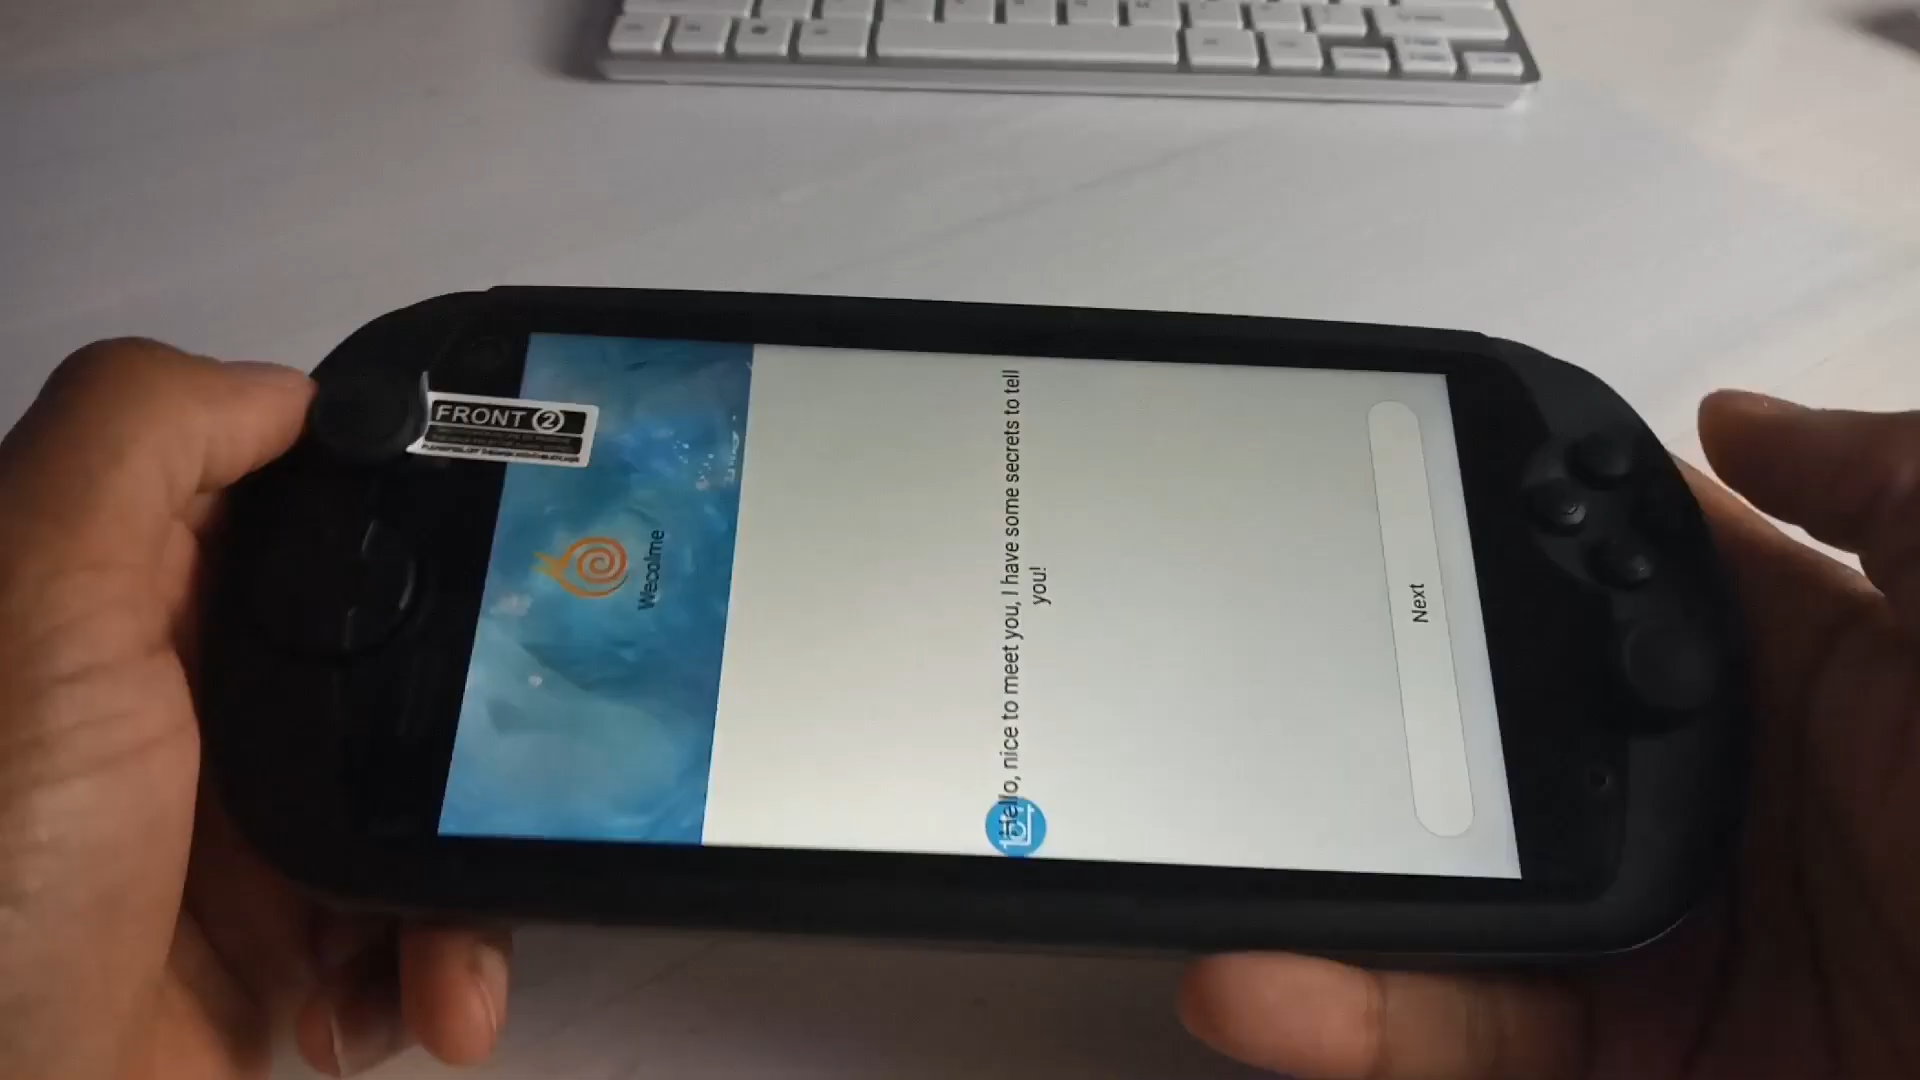 FRONT 2
Wecolme
Hello, nice to meet you, I have some secrets to tell
you!
Next